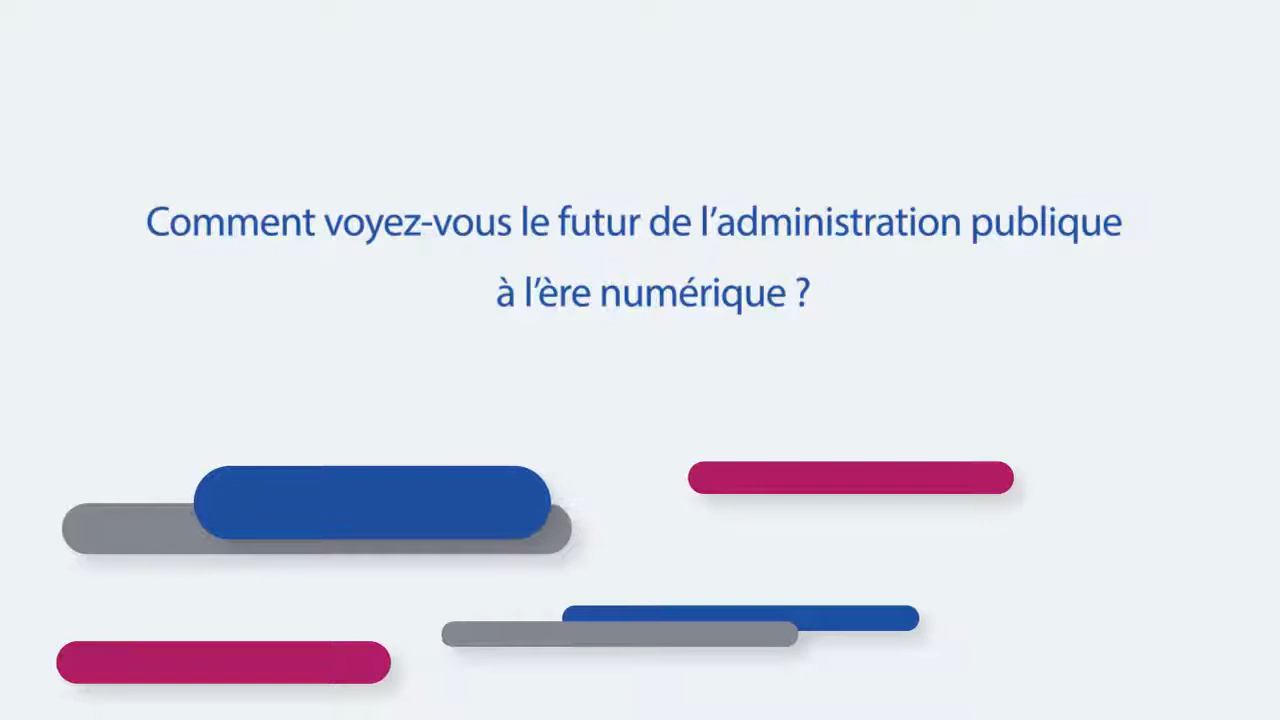 Comment voyez-vous le futur de l’administration publique
à l’ère numérique ?